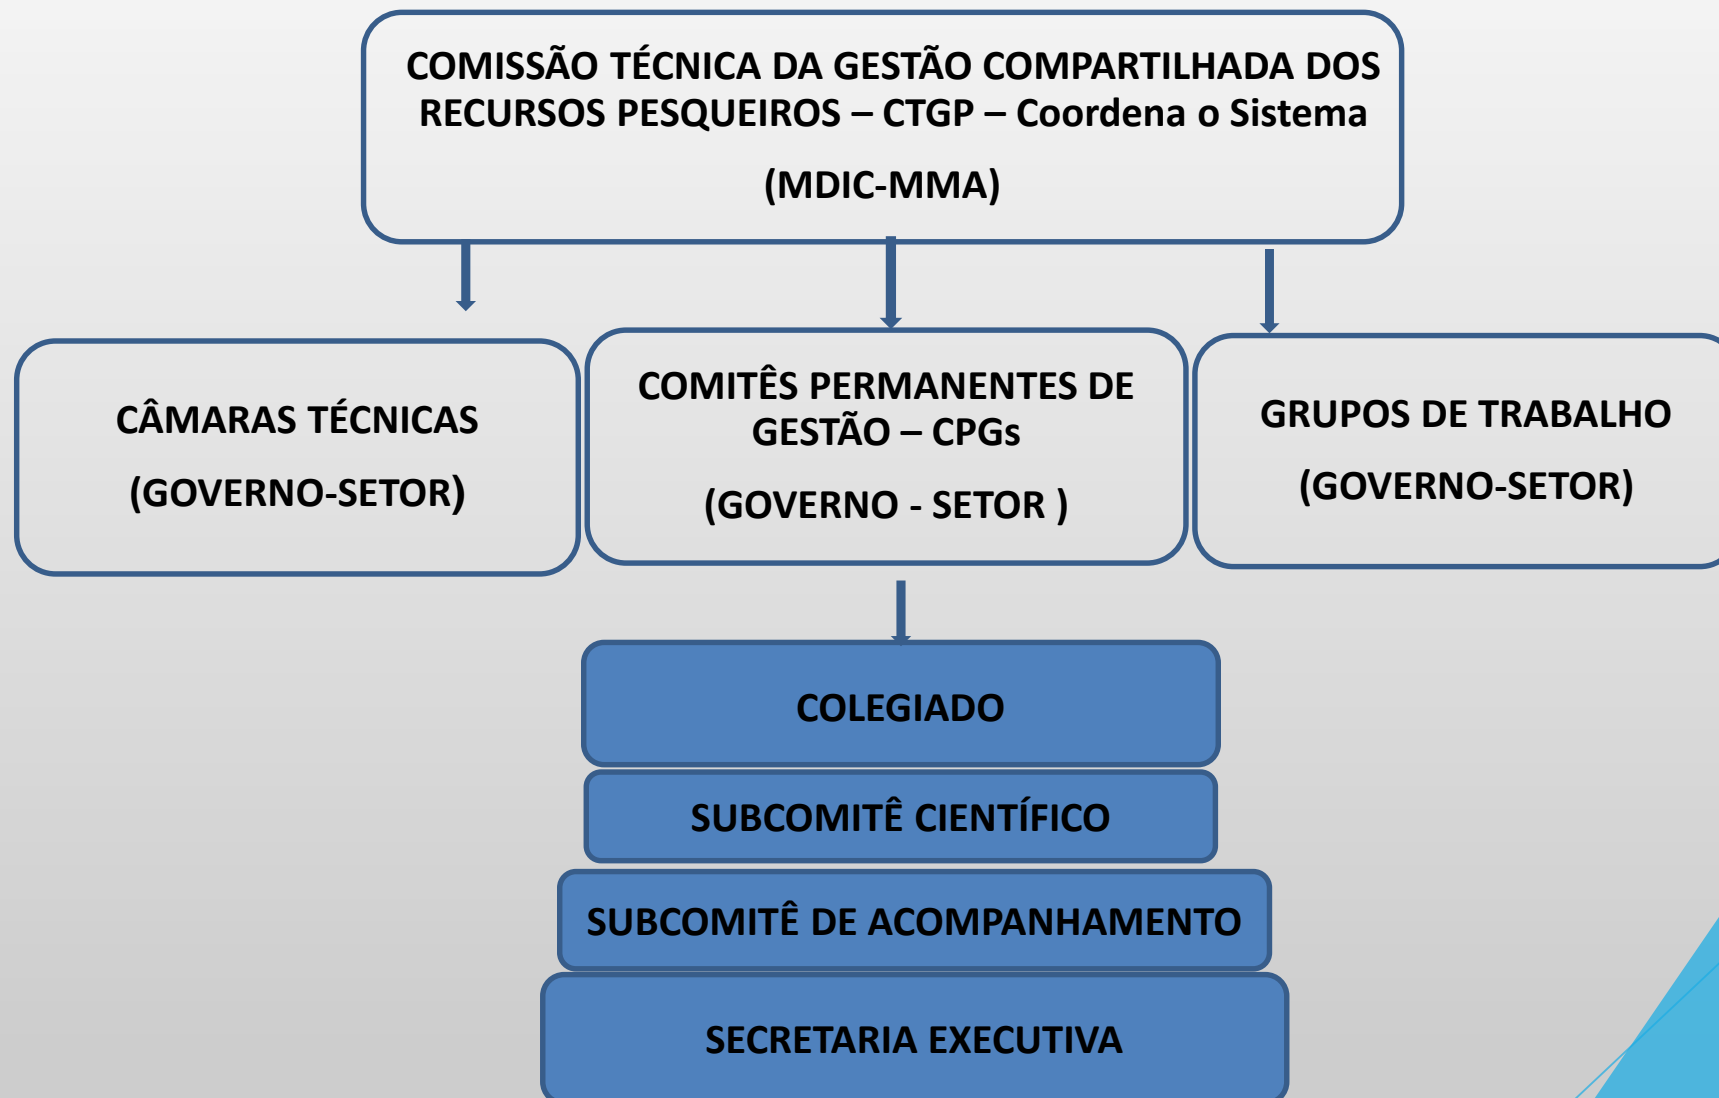 COMISSÃO TÉCNICA DA GESTÃO COMPARTILHADA DOS
RECURSOS PESQUEIROS – CTGP – Coordena o Sistema
(MDIC-MMA)
CÂMARAS TÉCNICAS
(GOVERNO-SETOR)
COMITÊS PERMANENTES DE
GESTÃO – CPGs
(GOVERNO - SETOR )
GRUPOS DE TRABALHO
(GOVERNO-SETOR)
COLEGIADO
SUBCOMITÊ CIENTÍFICO
SUBCOMITÊ DE ACOMPANHAMENTO
SECRETARIA EXECUTIVA